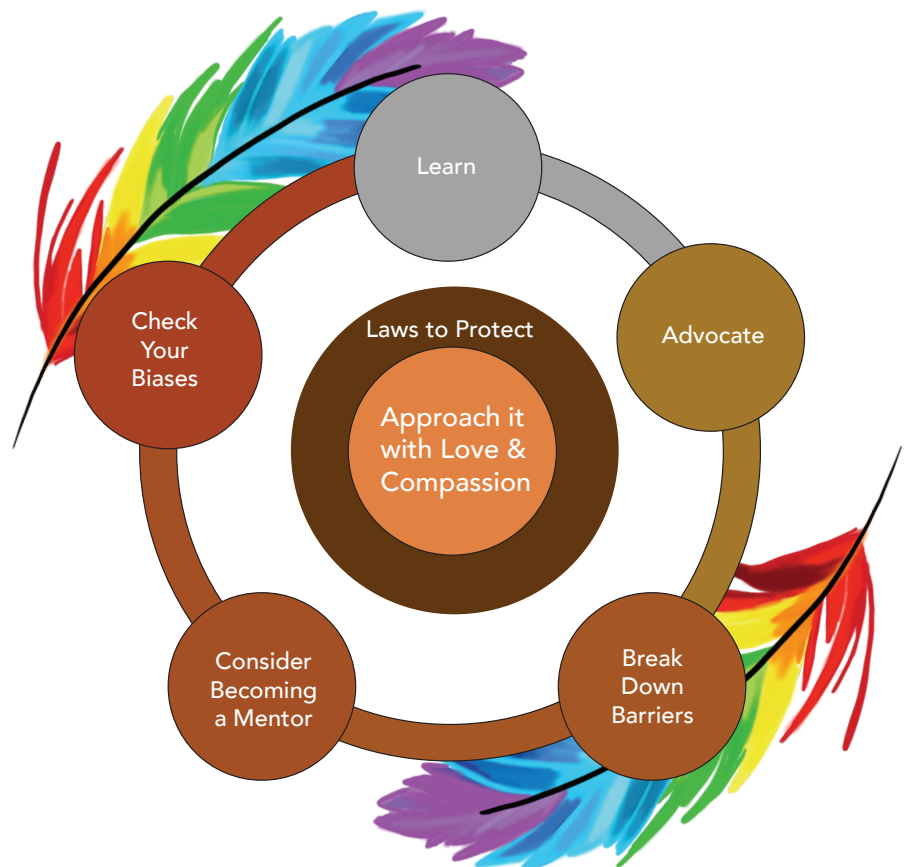 Learn
Advocate
Break
Down
Barriers
Consider
Becoming
a Mentor
Check
Your
Biases
Laws to Protect
Approach it
with Love &
Compassion